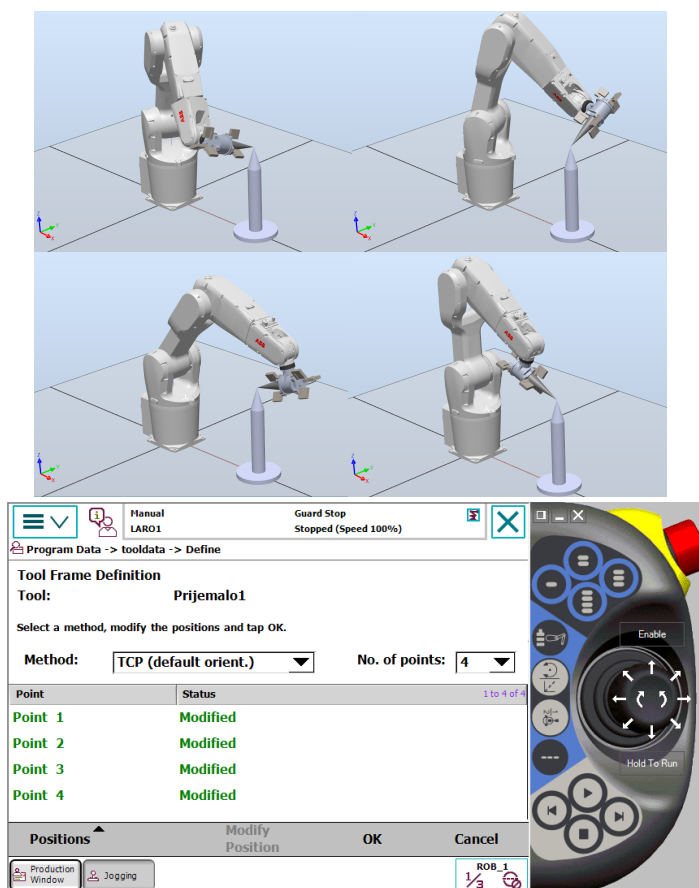 ABB
ABB
ABB
Manual
Guard Stop
LARO1
Stopped (Speed 100%)
Program Data -> tooldata -> Define
Tool Frame Definition
Tool:
Prijemalo1
Select a method, modify the positions and tap OK.
Method:
TCP (default orient.)
No. of points:
4
Point
Status
1 to 4 of 4
Point 1
Modified
Point 2
Modified
Point 3
Modified
Point 4
Modified
Positions
Modify
Position
OK
Cancel
Production
Window
Jogging
ROB_1
1/3
Enable
Hold To Run